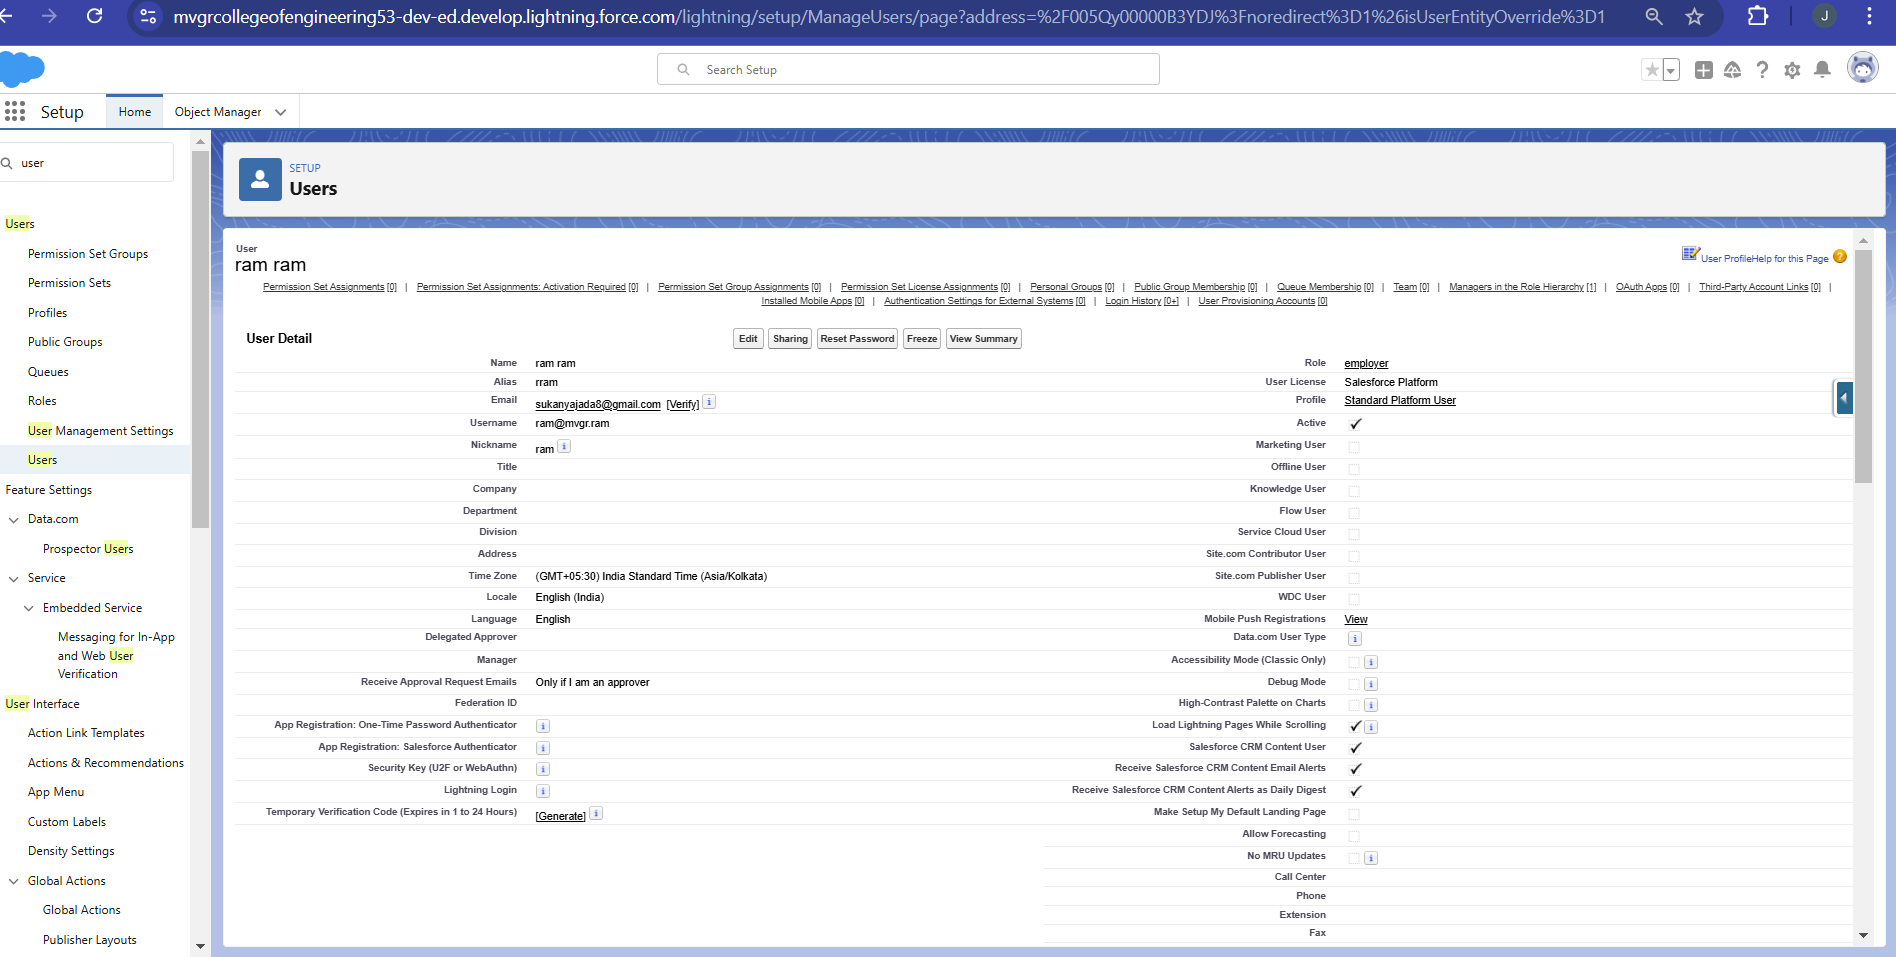 mvgrcollegeofengineering53-dev-ed.develop.lightning.force.com/lightning/setup/ManageUsers/page?address=%2F005Qy00000B3YDJ%3Fnoredirect%3D1%26isUserEntityOverride%3D1
J
Search Setup
Setup
Home
Object Manager
user
Users
Permission Set Groups
Permission Sets
Profiles
Public Groups
Queues
Roles
User Management Settings
Users
Feature Settings
Data.com
Prospector Users
Service
Embedded Service
Messaging for In-App
and Web User
Verification
User Interface
Action Link Templates
Actions & Recommendations
App Menu
Custom Labels
Density Settings
Global Actions
Global Actions
Publisher Layouts
SETUP
Users
User
ram ram
User ProfileHelp for this Page ?
Permission Set Assignments [0] | Permission Set Assignments: Activation Required [0] | Permission Set Group Assignments [0] | Permission Set License Assignments [0] | Personal Groups [0] | Public Group Membership [0] | Queue Membership [0] | Team [0] | Managers in the Role Hierarchy [1] | OAuth Apps [0] | Third-Party Account Links [0] |
Installed Mobile Apps [0] | Authentication Settings for External Systems [0] | Login History [0+] | User Provisioning Accounts [0]
User Detail
Edit Sharing Reset Password Freeze View Summary
Name ram ram
Alias rram
Email sukanyajada8@gmail.com [Verify] i
Username ram@mvgr.ram
Nickname ram i
Title
Company
Department
Division
Address
Time Zone (GMT+05:30) India Standard Time (Asia/Kolkata)
Locale English (India)
Language English
Delegated Approver
Manager
Receive Approval Request Emails Only if I am an approver
Federation ID
App Registration: One-Time Password Authenticator i
App Registration: Salesforce Authenticator i
Security Key (U2F or WebAuthn) i
Lightning Login i
Temporary Verification Code (Expires in 1 to 24 Hours) [Generate] i
Role employer
User License Salesforce Platform
Profile Standard Platform User
Active
Marketing User
Offline User
Knowledge User
Flow User
Service Cloud User
Site.com Contributor User
Site.com Publisher User
WDC User
Mobile Push Registrations View
Data.com User Type i
Accessibility Mode (Classic Only) i
Debug Mode i
High-Contrast Palette on Charts i
Load Lightning Pages While Scrolling i
Salesforce CRM Content User
Receive Salesforce CRM Content Email Alerts
Receive Salesforce CRM Content Alerts as Daily Digest
Make Setup My Default Landing Page
Allow Forecasting
No MRU Updates i
Call Center
Phone
Extension
Fax